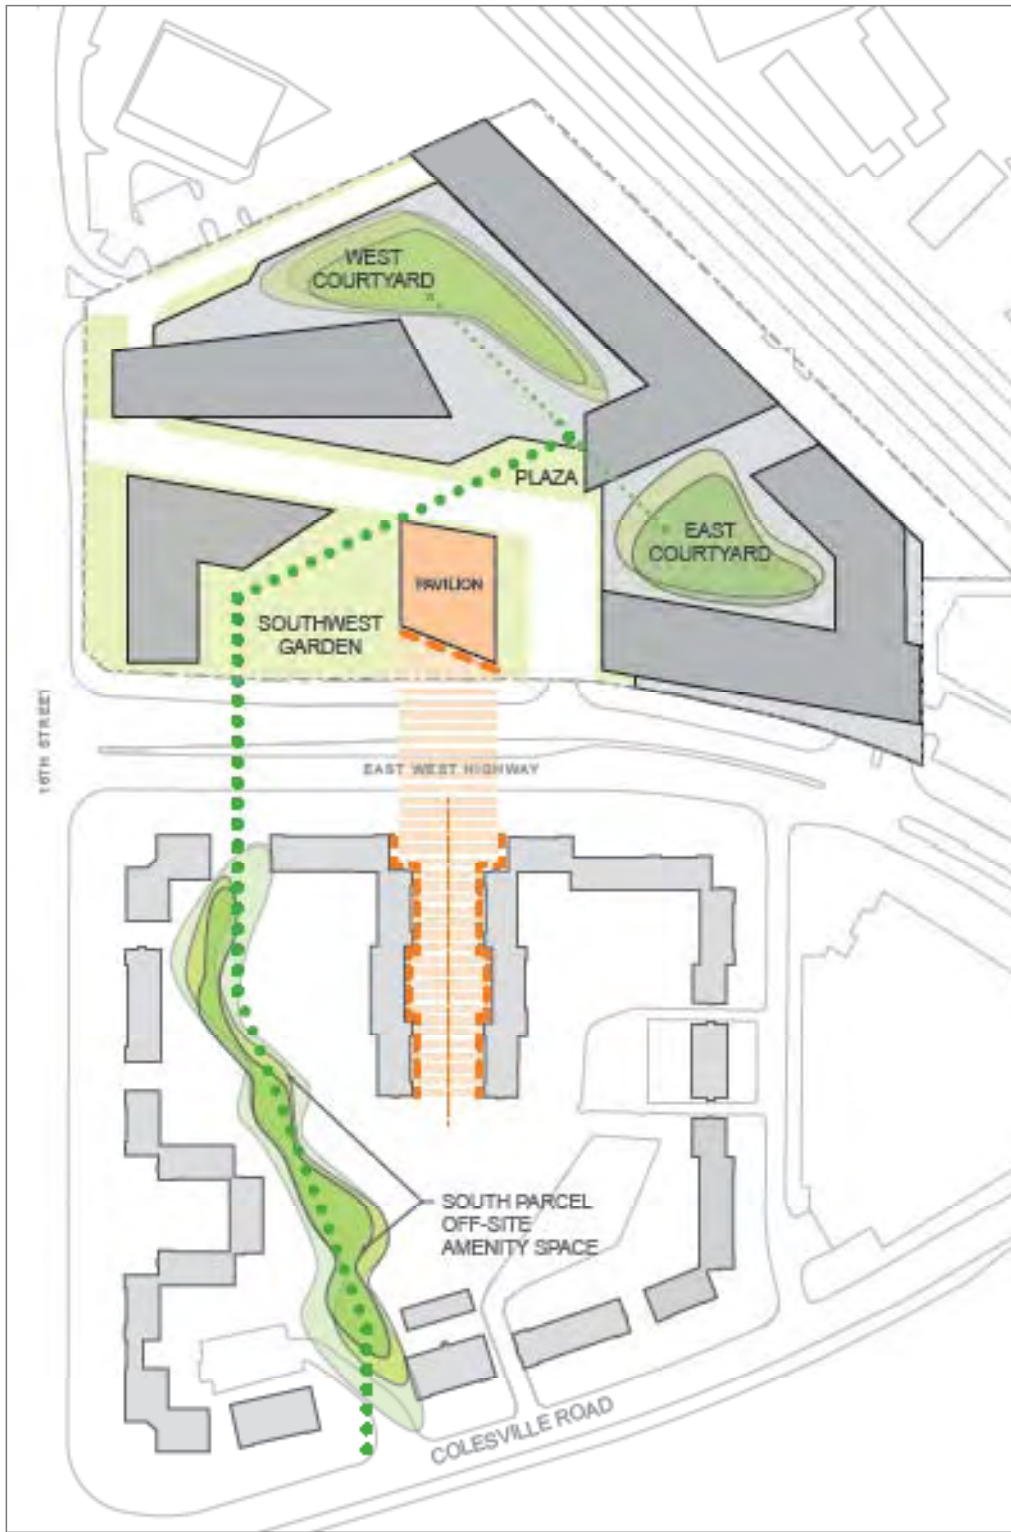 WEST
COURTYARD
PLAZA
EAST
COURTYARD
PAVILION
SOUTHWEST
GARDEN
16TH STREET
EAST WEST HIGHWAY
SOUTH PARCEL
OFF-SITE
AMENITY SPACE
COLESVILLE ROAD